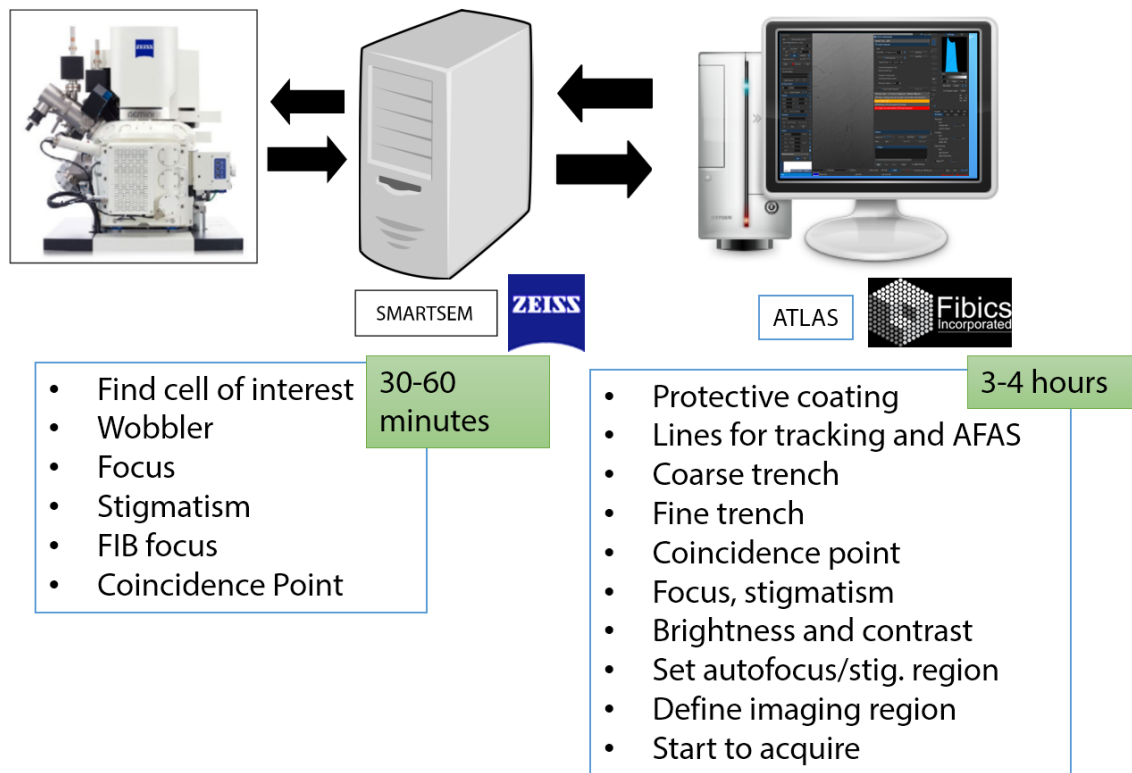 ZEISS
SMARTSEM
ZEISS
ATLAS
Fibics
Incorporated
30-60
minutes
• Find cell of interest
• Wobbler
• Focus
• Stigmatism
• FIB focus
• Coincidence Point
3-4 hours
• Protective coating
• Lines for tracking and AFAS
• Coarse trench
• Fine trench
• Coincidence point
• Focus, stigmatism
• Brightness and contrast
• Set autofocus/stig. region
• Define imaging region
• Start to acquire